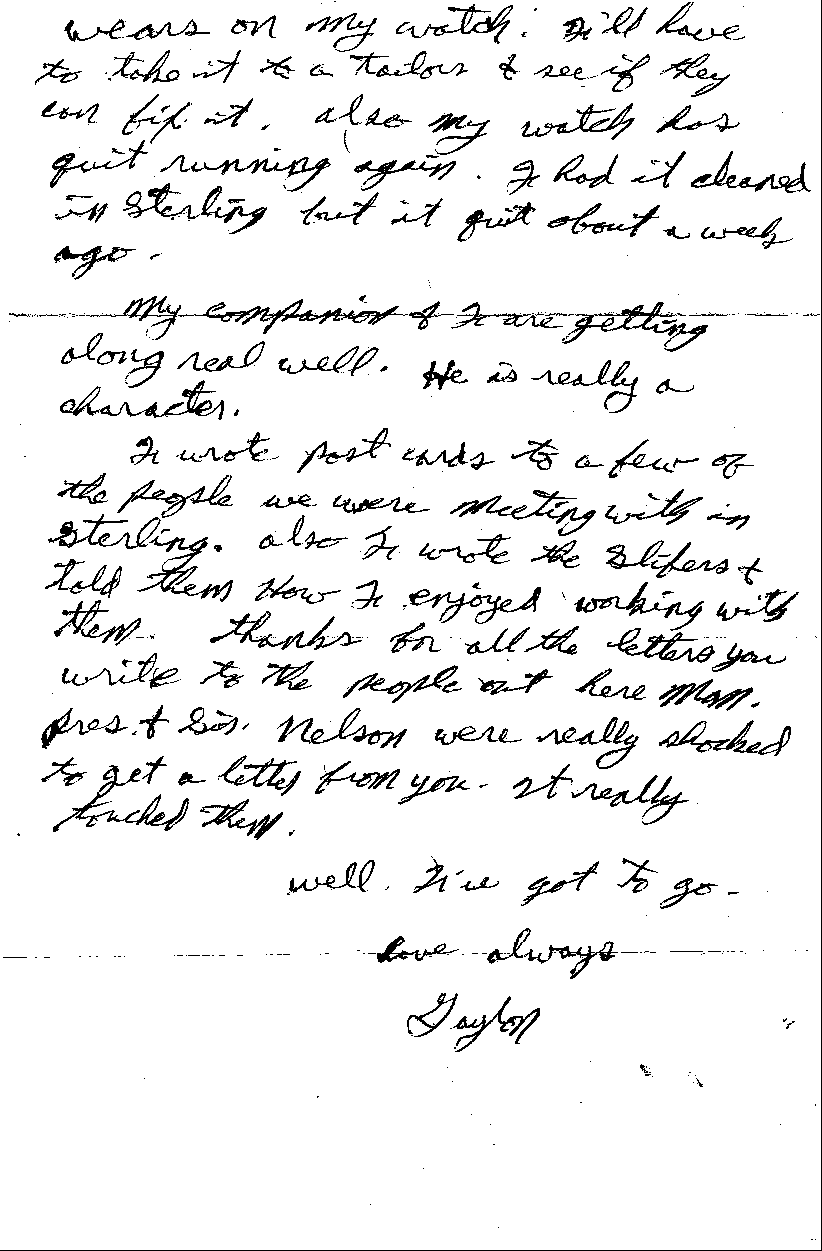 wears on my watch. I'll have
to take it to a tailors & see if they
can fix it. also my watch has
quit running again. I had it cleaned
in Sterling but it quit about a week
ago.
My companion & I are getting
along real well. He is really a
character.
I wrote post cards to a few of
the people we were meeting with in
Sterling. also I wrote the Slifers &
told them How I enjoyed working with
them. thanks for all the letters you
write to the people out here Mom.
Pres. & Sis. Nelson were really shocked
to get a letter from you. It really
touched them.
well. I've got to go-
Love always
Gaylon